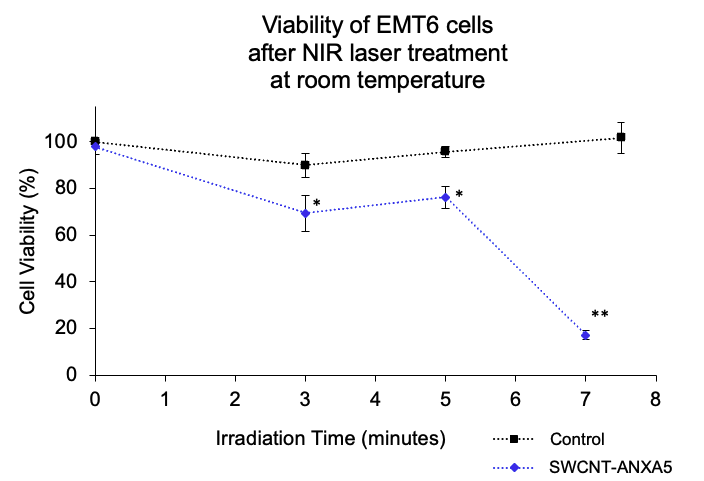 Viability of EMT6 cells
after NIR laser treatment
at room temperature
100
80
60
40
20
0
Cell Viability (%)
*
*
**
0 1 2 3 4 5 6 7 8
Irradiation Time (minutes)
Control
SWCNT-ANXA5